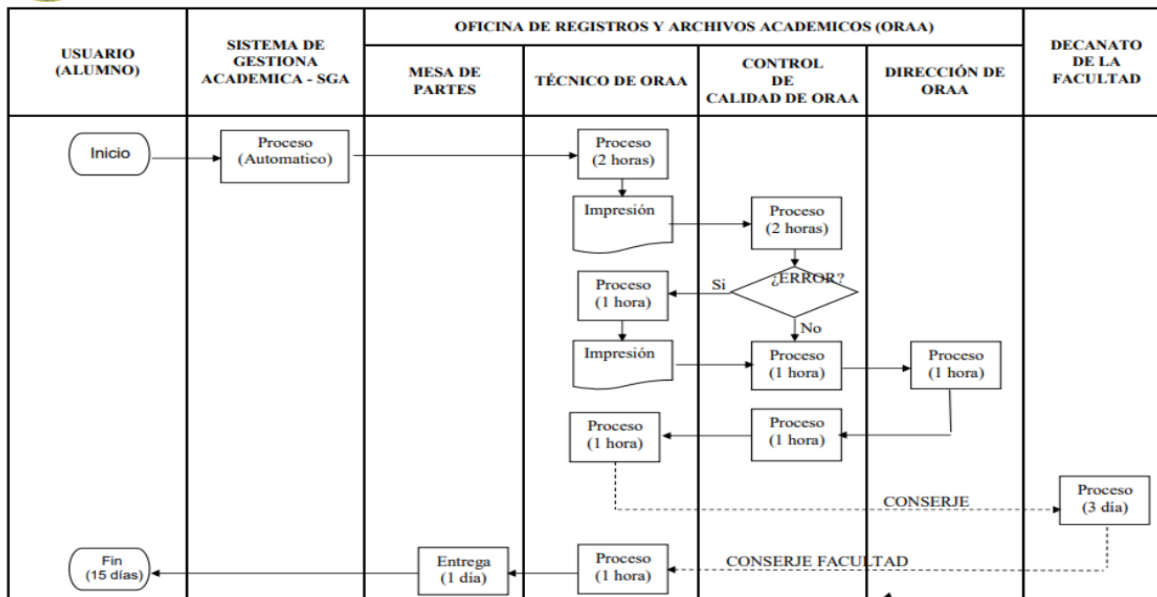 OFICINA DE REGISTROS Y ARCHIVOS ACADEMICOS (ORAA)
USUARIO
(ALUMNO)
SISTEMA DE
GESTIONA
ACADEMICA - SGA
MESA DE
PARTES
TÉCNICO DE ORAA
CONTROL
DE
CALIDAD DE ORAA
DIRECCIÓN DE
ORAA
DECANATO
DE LA
FACULTAD
Inicio
Proceso
(Automatico)
Proceso
(2 horas)
Impresión
Proceso
(2 horas)
¿ERROR?
Si
Proceso
(1 hora)
No
Impresión
Proceso
(1 hora)
Proceso
(1 hora)
Proceso
(1 hora)
Proceso
(1 hora)
CONSERJE
Proceso
(3 día)
CONSERJE FACULTAD
Proceso
(1 hora)
Entrega
(1 día)
Fin
(15 días)